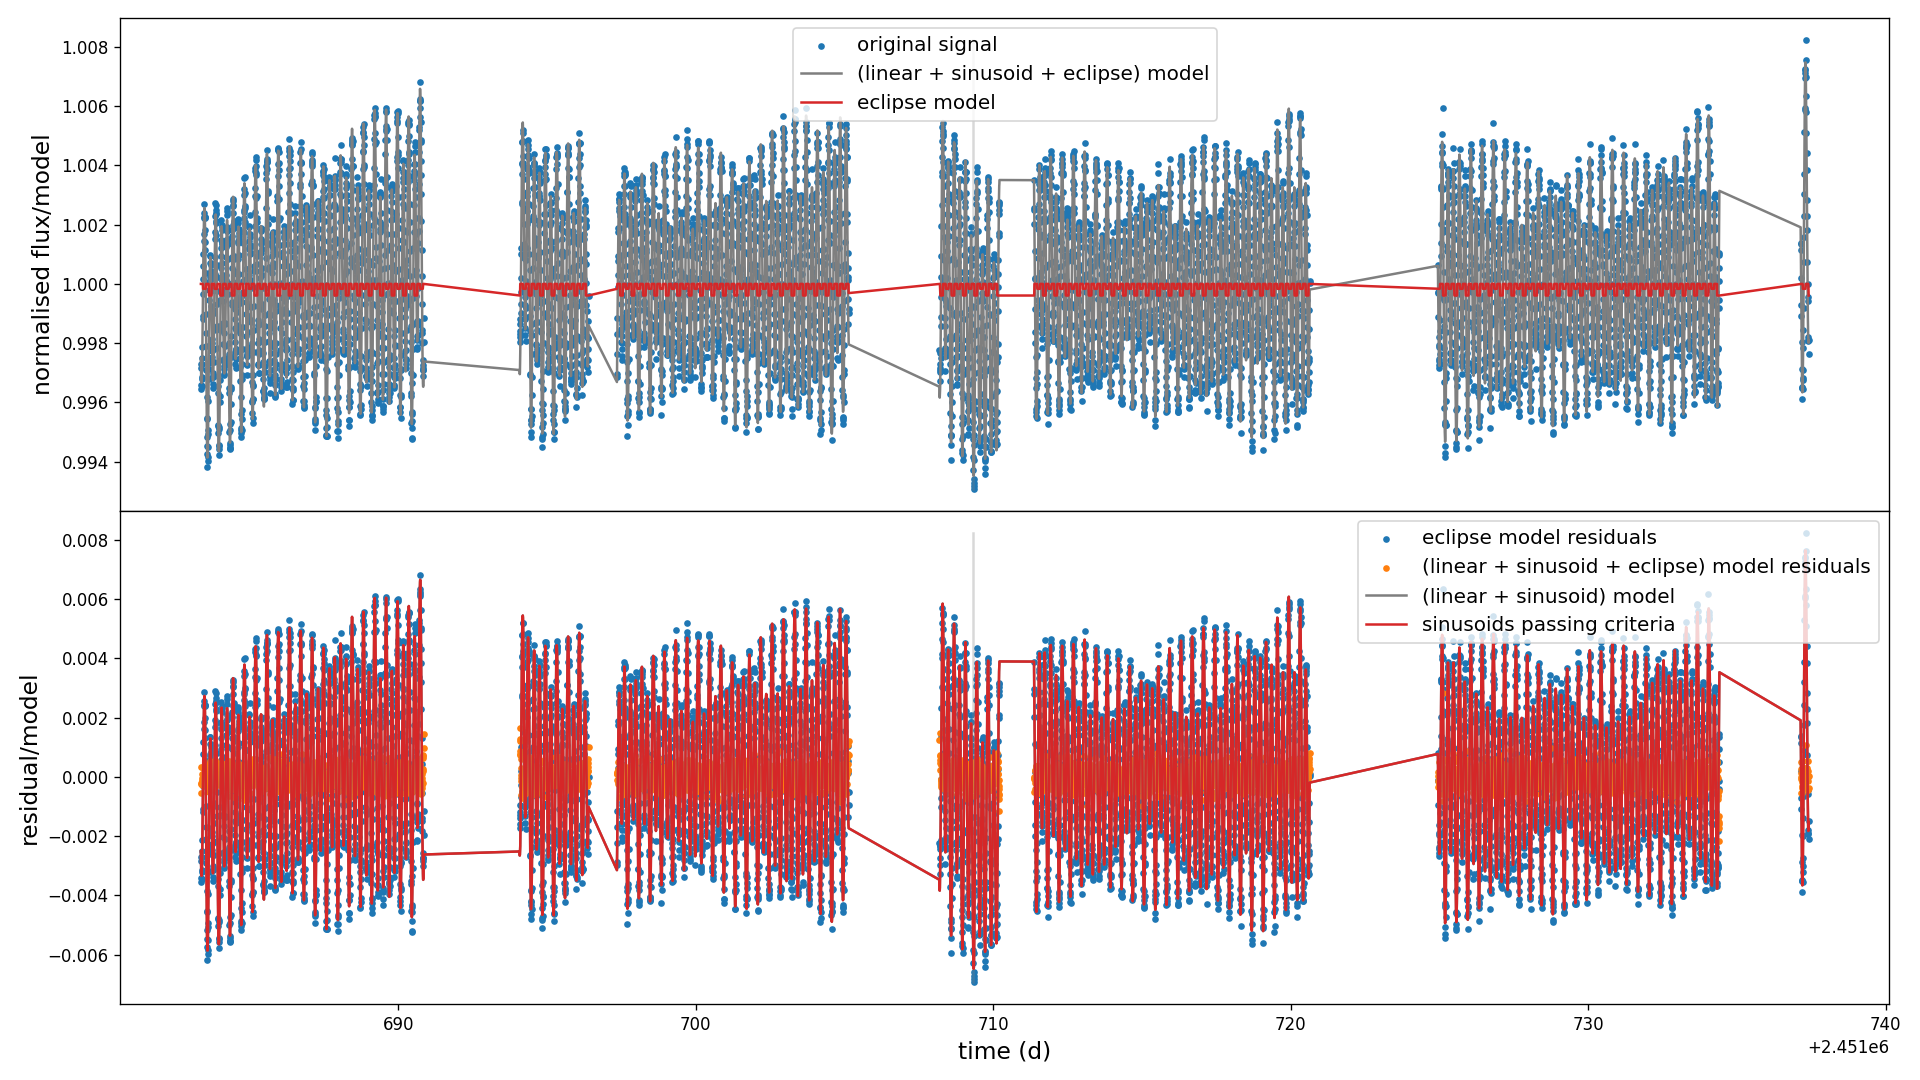 original signal
(linear + sinusoid + eclipse) model
eclipse model
normalised flux/model
1.008
1.006
1.004
1.002
1.000
0.998
0.996
0.994
eclipse model residuals
(linear + sinusoid + eclipse) model residuals
(linear + sinusoid) model
sinusoids passing criteria
residual/model
0.008
0.006
0.004
0.002
0.000
−0.002
−0.004
−0.006
690 700 710 720 730 740
time (d)
+2.451e6